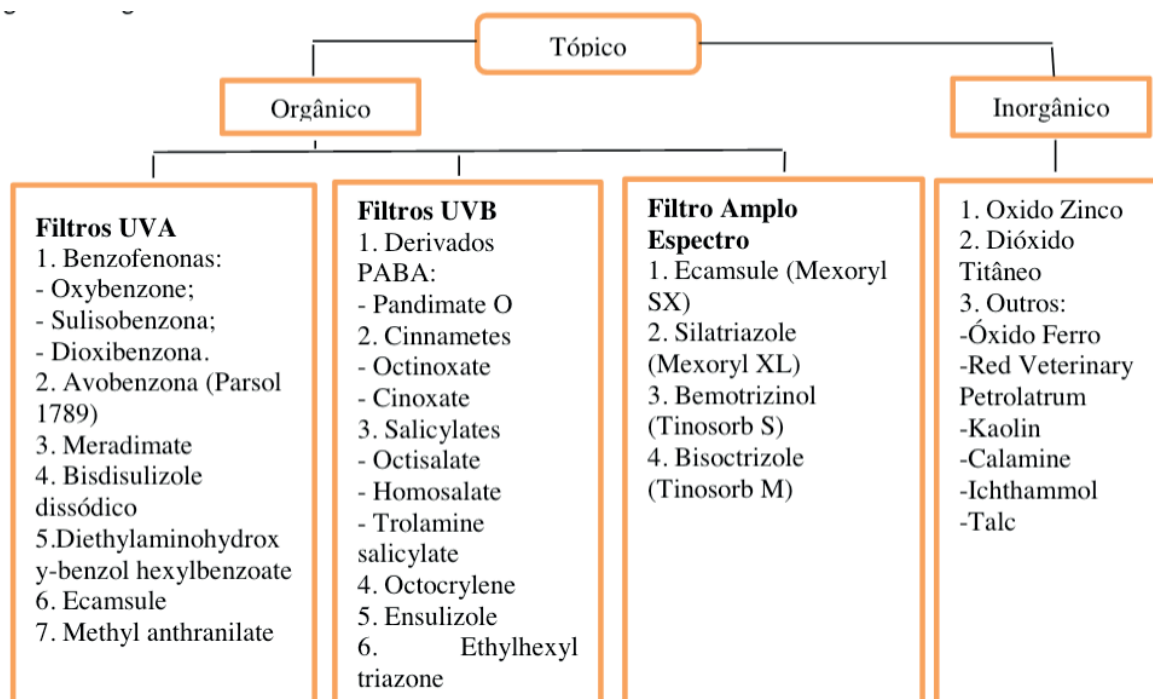 Tópico
Orgânico
Inorgânico
Filtros UVA
1. Benzofenonas:
- Oxybenzone;
- Sulisobenzona;
- Dioxibenzona.
2. Avobenzona (Parsol
1789)
3. Meradimate
4. Bisdisulizole
dissódico
5.Diethylaminohydrox
y-benzol hexylbenzoate
6. Ecamsule
7. Methyl anthranilate
Filtros UVB
1. Derivados
PABA:
- Pandimate O
2. Cinnametes
- Octinoxate
- Cinoxate
3. Salicylates
- Octisalate
- Homosalate
- Trolamine
salicylate
4. Octocrylene
5. Ensulizole
6. Ethylhexyl
triazone
Filtro Amplo
Espectro
1. Ecamsule (Mexoryl
SX)
2. Silatriazole
(Mexoryl XL)
3. Bemotrizinol
(Tinosorb S)
4. Bisoctrizole
(Tinosorb M)
1. Oxido Zinco
2. Dióxido
Titâneo
3. Outros:
-Óxido Ferro
-Red Veterinary
Petrolatrum
-Kaolin
-Calamine
-Ichthammol
-Talc